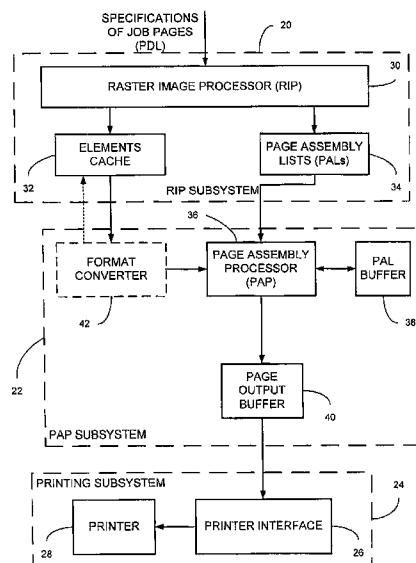 SPECIFICATIONS
OF JOB PAGES
(PDL)
20
RASTER IMAGE PROCESSOR (RIP)
30
ELEMENTS
CACHE
32
PAGE ASSEMBLY
LISTS (PALs)
34
RIP SUBSYSTEM
36
FORMAT
CONVERTER
42
PAGE ASSEMBLY
PROCESSOR
(PAP)
PAL
BUFFER
38
22
PAGE
OUTPUT
BUFFER
40
PAP SUBSYSTEM
PRINTING SUBSYSTEM
24
PRINTER
28
PRINTER INTERFACE
26